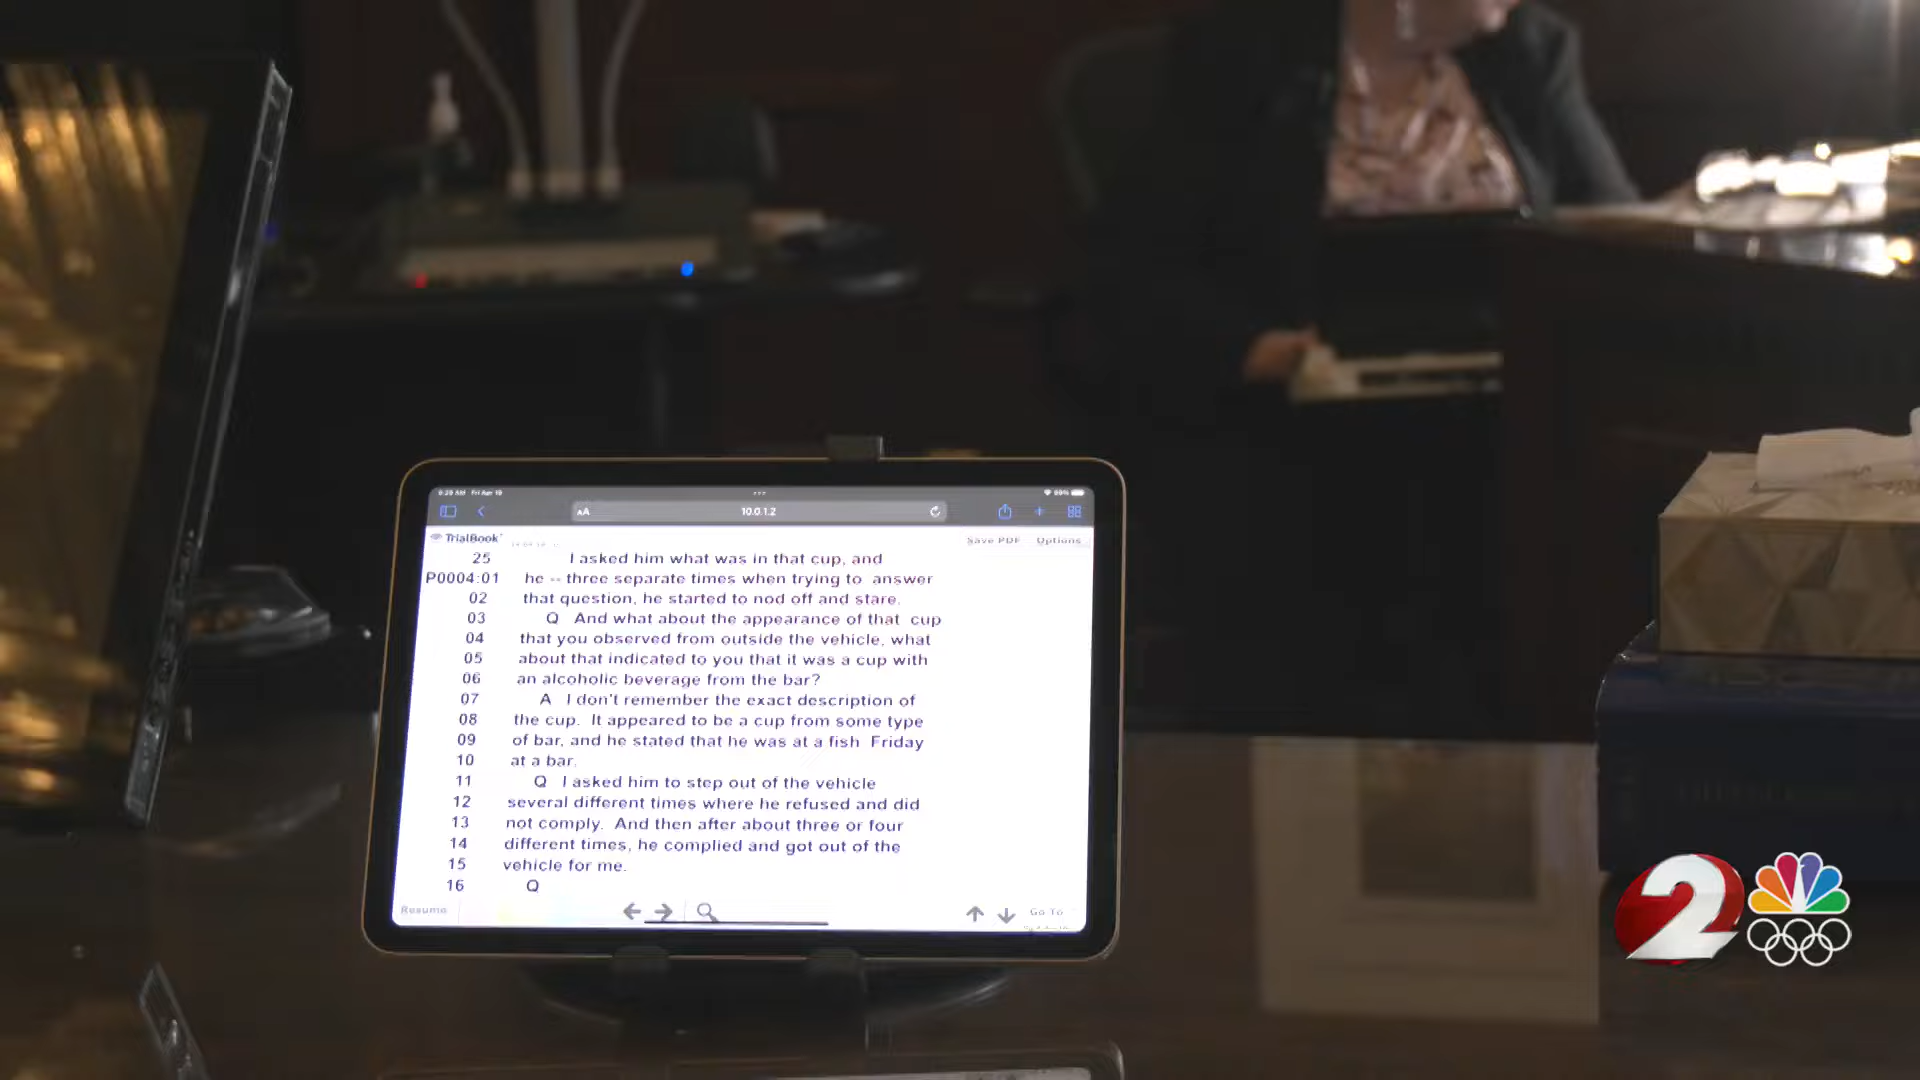 9:29 AM Fri Apr 19
99%
AA
10.0.1.2
TrialBook
Save PDF Options
25 I asked him what was in that cup, and
P0004:01 he -- three separate times when trying to answer
02 that question, he started to nod off and stare.
03 Q And what about the appearance of that cup
04 that you observed from outside the vehicle, what
05 about that indicated to you that it was a cup with
06 an alcoholic beverage from the bar?
07 A I don't remember the exact description of
08 the cup. It appeared to be a cup from some type
09 of bar, and he stated that he was at a fish Friday
10 at a bar.
11 Q I asked him to step out of the vehicle
12 several different times where he refused and did
13 not comply. And then after about three or four
14 different times, he complied and got out of the
15 vehicle for me.
16 Q
Resume
Go To
2